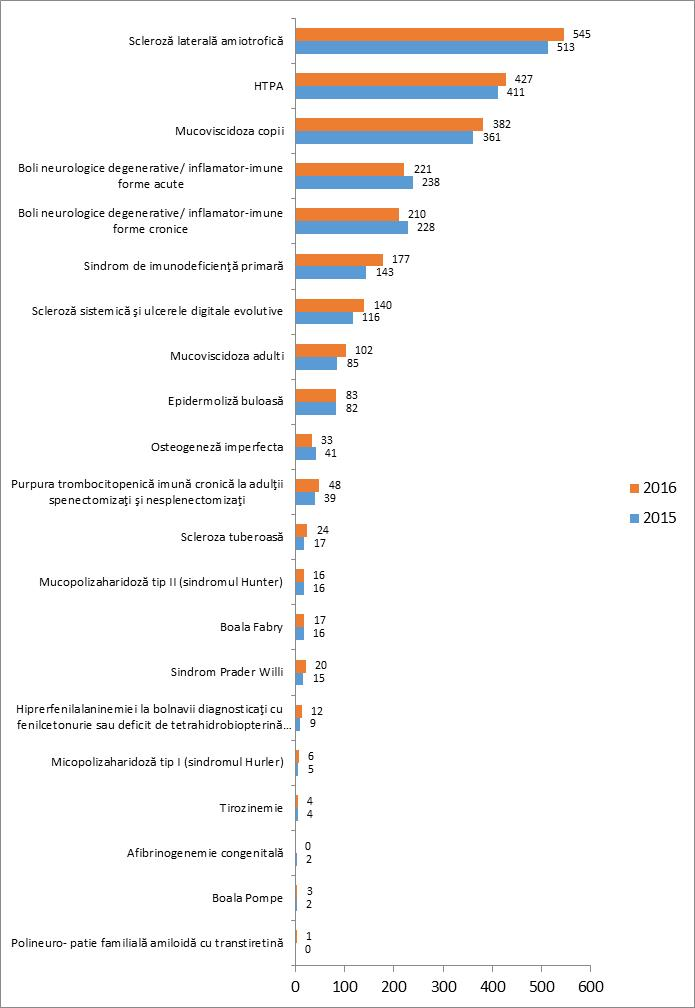 Scleroză laterală amiotrofică
545
513
HTPA
427
411
Mucoviscidoza copii
382
361
Boli neurologice degenerative/ inflamator-imune
forme acute
221
238
Boli neurologice degenerative/ inflamator-imune
forme cronice
210
228
Sindrom de imunodeficienţă primară
177
143
Scleroză sistemică şi ulcerele digitale evolutive
140
116
Mucoviscidoza adulti
102
85
Epidermoliză buloasă
83
82
Osteogeneză imperfecta
33
41
Purpura trombocitopenică imună cronică la adulţii
spenectomizaţi şi nesplenectomizaţi
48
39
Scleroza tuberoasă
24
17
Mucopolizaharidoză tip II (sindromul Hunter)
16
16
Boala Fabry
17
16
Sindrom Prader Willi
20
15
Hiprerfenilalaninemiei la bolnavii diagnosticaţi cu
fenilcetonurie sau deficit de tetrahidrobiopterină...
12
9
Micopolizaharidoză tip I (sindromul Hurler)
6
5
Tirozinemie
4
4
Afibrinogenemie congenitală
0
2
Boala Pompe
3
2
Polineuro- patie familială amiloidă cu transtiretină
1
0
0 100 200 300 400 500 600
2016
2015